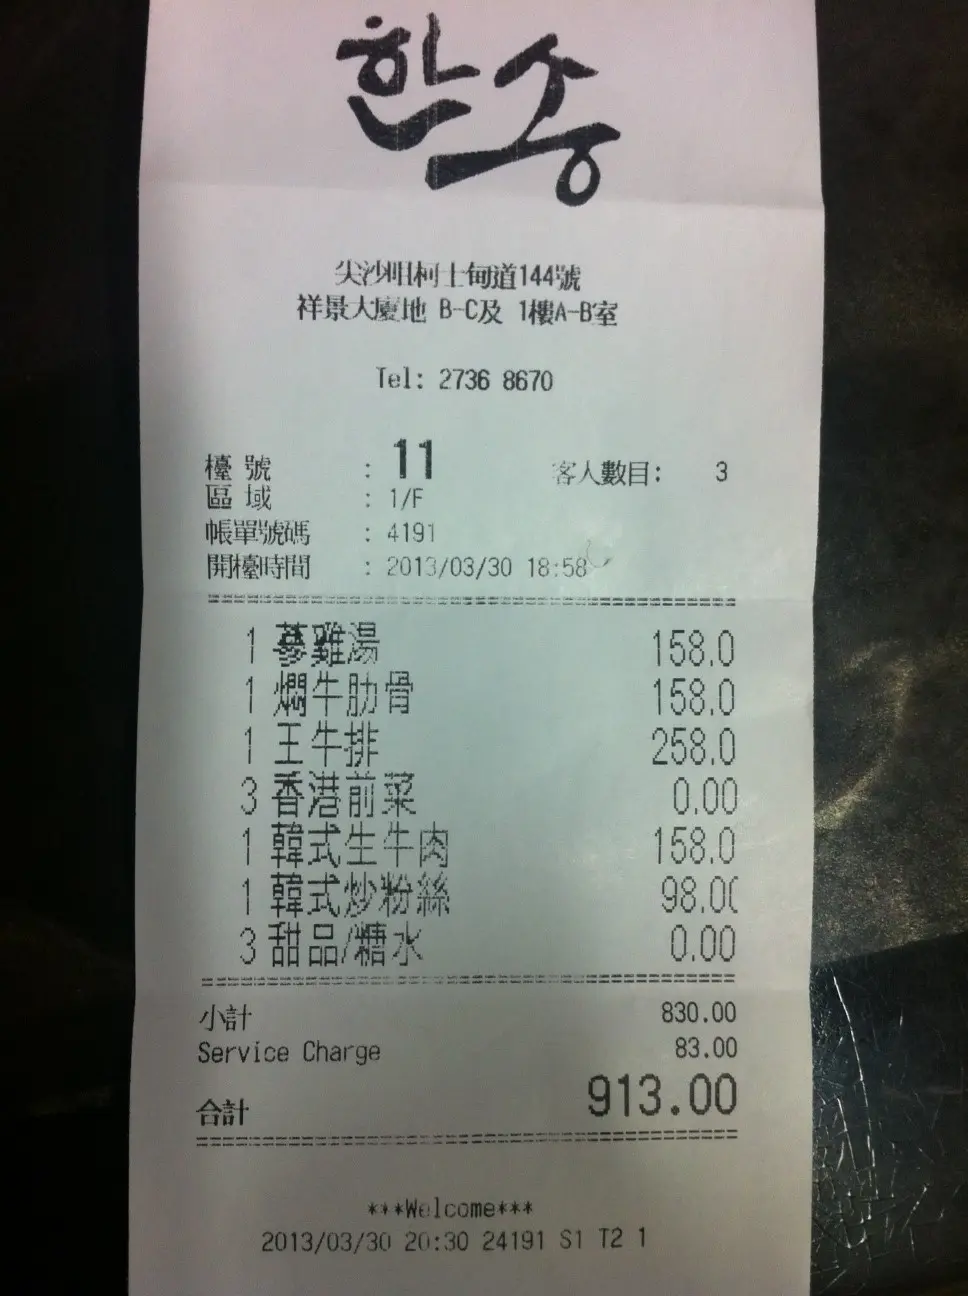 한송
尖沙咀柯士甸道144號
祥景大廈地 B-C及 1樓A-B室
Tel: 2736 8670
檯 號 : 11 客人數目: 3
區 域 : 1/F
帳單號碼 : 4191
開檯時間 : 2013/03/30 18:58
1 蔘雞湯 158.0
1 燜牛肋骨 158.0
1 王牛排 258.0
3 香港前菜 0.00
1 韓式生牛肉 158.0
1 韓式炒粉絲 98.00
3 甜品/糖水 0.00
小計 830.00
Service Charge 83.00
合計 913.00
***Welcome***
2013/03/30 20:30 24191 S1 T2 1